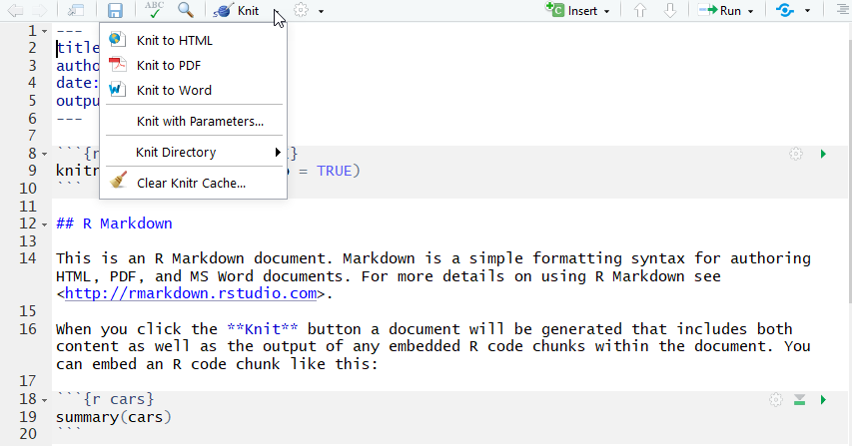 ABC
Knit
Insert
Run
1 ---
2 title
3 autho
4 date:
5 outpu
6 ---
7
8 ```{r }
9 knitr = TRUE)
10 ```
11
12 ## R Markdown
13
14 This is an R Markdown document. Markdown is a simple formatting syntax for authoring
HTML, PDF, and MS Word documents. For more details on using R Markdown see
<http://rmarkdown.rstudio.com>.
15
16 When you click the **Knit** button a document will be generated that includes both
content as well as the output of any embedded R code chunks within the document. You
can embed an R code chunk like this:
17
18 ```{r cars}
19 summary(cars)
20 ```
Knit to HTML
Knit to PDF
Knit to Word
Knit with Parameters...
Knit Directory
Clear Knitr Cache...